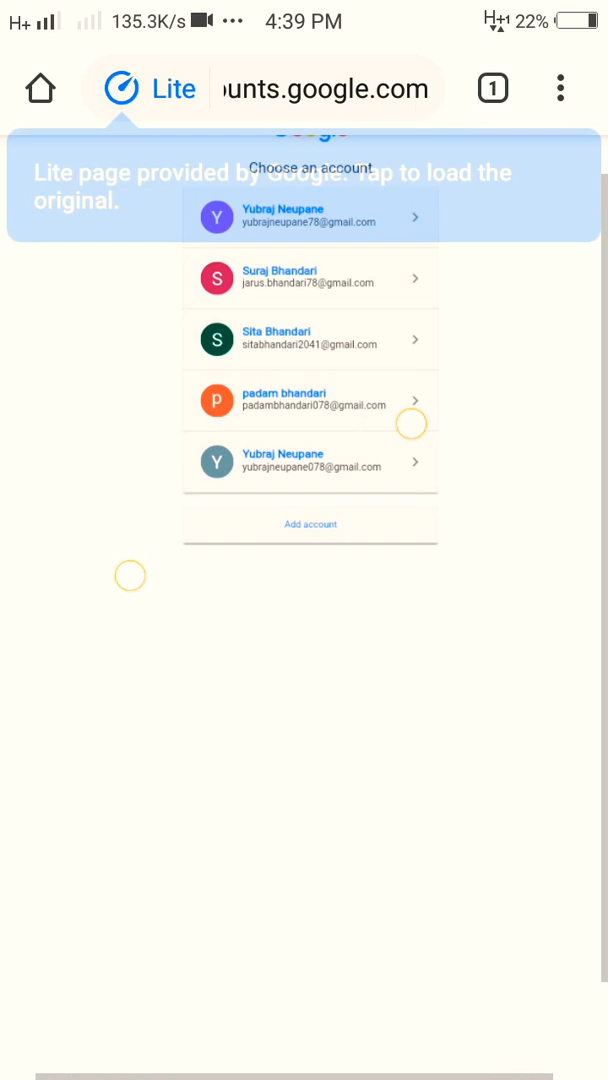 H+ 135.3K/s ••• 4:39 PM H+1 22%
Lite unts.google.com 1
Google
Choose an account
Lite page provided by Google. Tap to load the
original.
Y Yubraj Neupane
yubrajneupane78@gmail.com
S Suraj Bhandari
jarus.bhandari78@gmail.com
S Sita Bhandari
sitabhandari2041@gmail.com
p padam bhandari
padambhandari078@gmail.com
Y Yubraj Neupane
yubrajneupane078@gmail.com
Add account